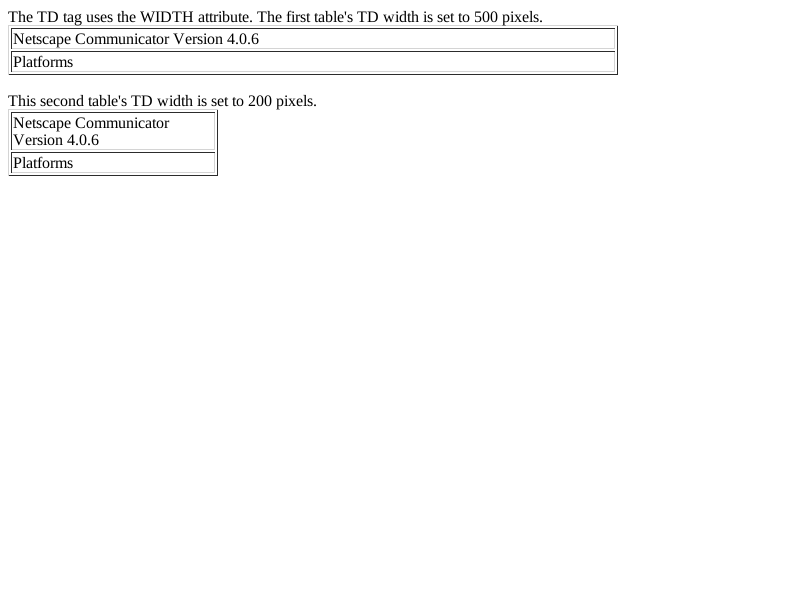 The TD tag uses the WIDTH attribute. The first table's TD width is set to 500 pixels.
Netscape Communicator Version 4.0.6
Platforms
This second table's TD width is set to 200 pixels.
Netscape Communicator
Version 4.0.6
Platforms